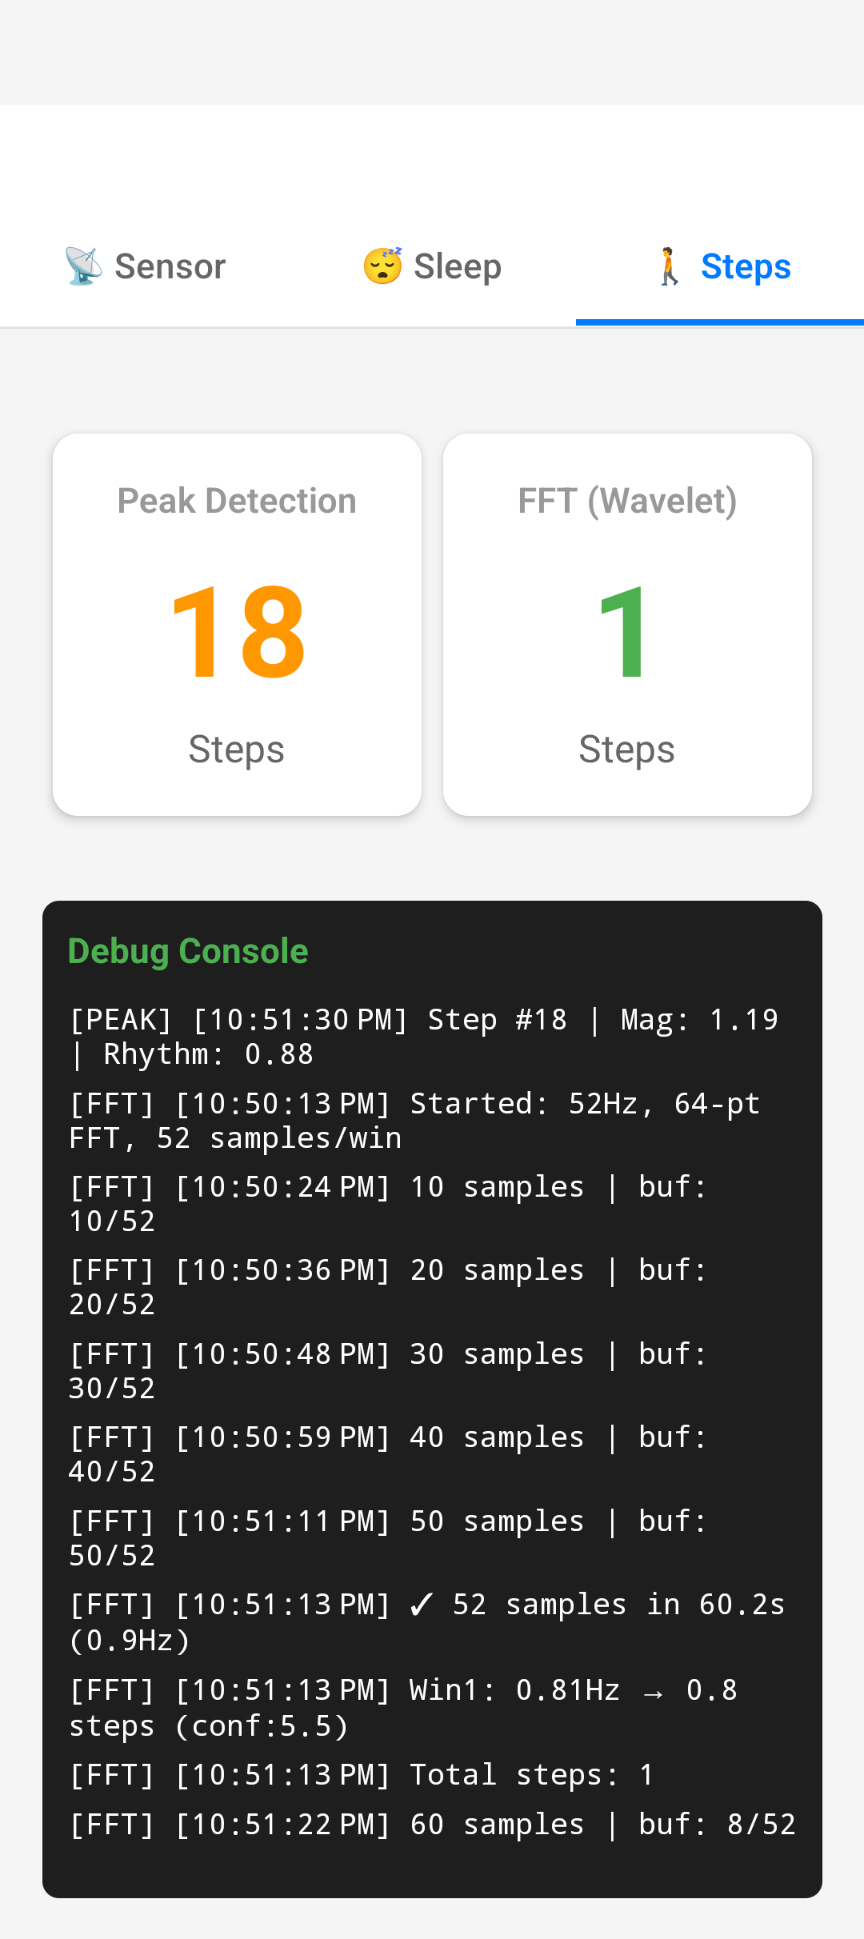 📡 Sensor
😴 Sleep
🚶 Steps
Peak Detection
18
Steps
FFT (Wavelet)
1
Steps
Debug Console
[PEAK] [10:51:30 PM] Step #18 | Mag: 1.19
| Rhythm: 0.88
[FFT] [10:50:13 PM] Started: 52Hz, 64-pt
FFT, 52 samples/win
[FFT] [10:50:24 PM] 10 samples | buf:
10/52
[FFT] [10:50:36 PM] 20 samples | buf:
20/52
[FFT] [10:50:48 PM] 30 samples | buf:
30/52
[FFT] [10:50:59 PM] 40 samples | buf:
40/52
[FFT] [10:51:11 PM] 50 samples | buf:
50/52
[FFT] [10:51:13 PM] ✓ 52 samples in 60.2s
(0.9Hz)
[FFT] [10:51:13 PM] Win1: 0.81Hz → 0.8
steps (conf:5.5)
[FFT] [10:51:13 PM] Total steps: 1
[FFT] [10:51:22 PM] 60 samples | buf: 8/52